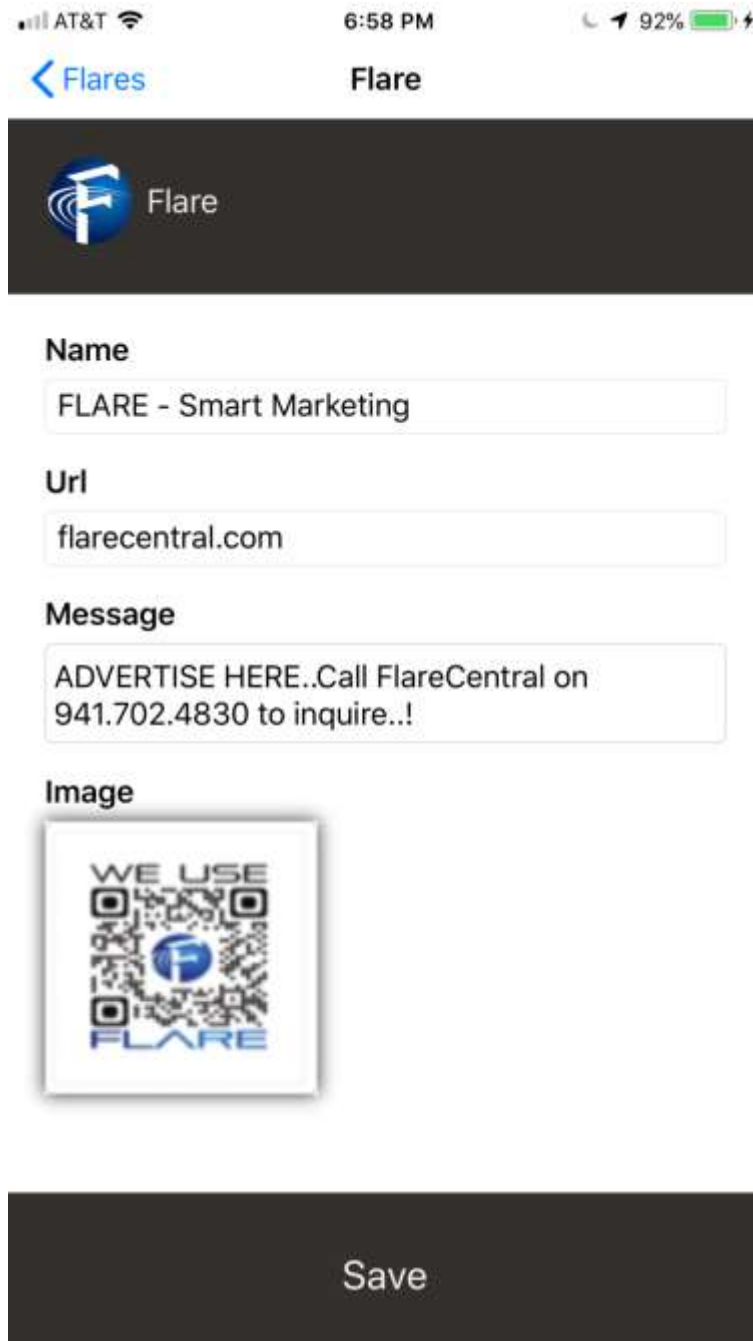 AT&T 6:58 PM 92%
Flares Flare
Flare
Name
FLARE - Smart Marketing
Url
flarecentral.com
Message
ADVERTISE HERE..Call FlareCentral on
941.702.4830 to inquire..!
Image
WE USE
F
FLARE
Save